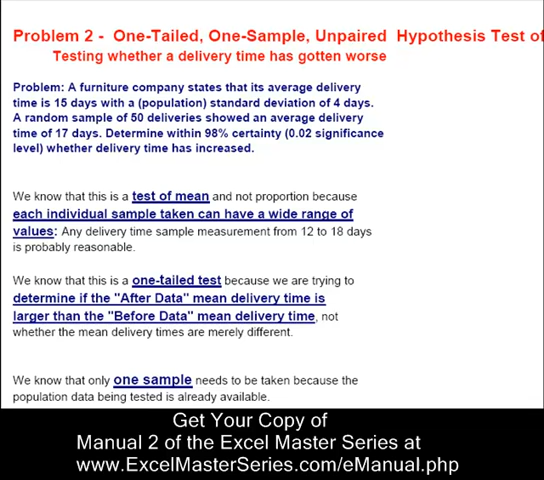 Problem 2 - One-Tailed, One-Sample, Unpaired Hypothesis Test of
Testing whether a delivery time has gotten worse
Problem: A furniture company states that its average delivery
time is 15 days with a (population) standard deviation of 4 days.
A random sample of 50 deliveries showed an average delivery
time of 17 days. Determine within 98% certainty (0.02 significance
level) whether delivery time has increased.
We know that this is a test of mean and not proportion because
each individual sample taken can have a wide range of
values: Any delivery time sample measurement from 12 to 18 days
is probably reasonable.
We know that this is a one-tailed test because we are trying to
determine if the "After Data" mean delivery time is
larger than the "Before Data" mean delivery time, not
whether the mean delivery times are merely different.
We know that only one sample needs to be taken because the
population data being tested is already available.
Get Your Copy of
Manual 2 of the Excel Master Series at
www.ExcelMasterSeries.com/eManual.php